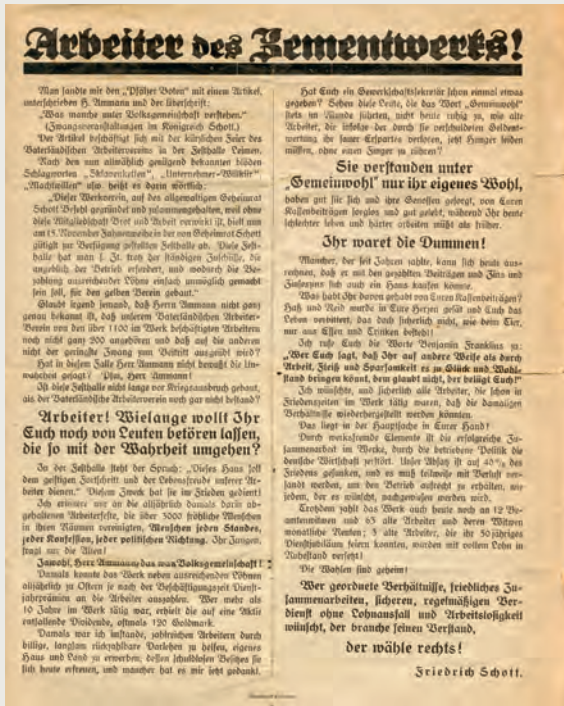 Arbeiter des Zementwerks!
Man sandte mir den „Pfälzer Boten“ mit einem Artikel,
unterschrieben H. Ammann und der Überschrift:
„Was manche unter Volksgemeinschaft verstehen.“
(Zwangsveranstaltungen im Königreich Schott.)
Der Artikel beschäftigt sich mit der kürzlichen Feier des
Vaterländischen Arbeitervereins in der Festhalle Leimen.
Nach den nun allmählich genügend bekannten blöden
Schlagworten „Sklavenketten“, „Unternehmer-Willkür“
„Machtwillen“ usw. heißt es darin wörtlich:
„Dieser Werkverein, auf des allgewaltigen Geheimrat
Schott Befehl gegründet und zusammengehalten, weil ohne
diese Mitgliedschaft Brot und Arbeit verwirkt ist, hielt nun
am 15. November Fahnenweihe in der von Geheimrat Schott
gütigst zur Verfügung gestellten Festhalle ab. Diese Fest-
halle hat man s. Zt. trotz der ständigen Zuschüsse, die
angeblich der Betrieb erfordert, und wodurch die Be-
zahlung ausreichender Löhne einfach unmöglich gemacht
sein soll, für den gelben Verein gebaut.“
Glaubt irgend jemand, daß Herrn Ammann nicht ganz
genau bekannt ist, daß unserem Vaterländischen Arbeiter-
Verein von den über 1100 im Werk beschäftigten Arbeitern
noch nicht ganz 200 angehören und daß auf die anderen
nicht der geringste Zwang zum Beitritt ausgeübt wird?
Hat in diesem Falle Herr Ammann nicht bewußt die Un-
wahrheit gesagt? Pfui, Herr Ammann!
Ist diese Festhalle nicht lange vor Kriegsausbruch gebaut,
als der Vaterländische Arbeiterverein noch gar nicht bestand?
Arbeiter! Wielange wollt Ihr
Euch noch von Leuten betören lassen,
die so mit der Wahrheit umgehen?
In der Festhalle steht der Spruch: „Dieses Haus soll
dem geistigen Fortschritt und der Lebensfreude unserer Ar-
beiter dienen.“ Diesem Zweck hat sie im Frieden gedient!
Ich erinnere nur an die alljährlich damals darin ab-
gehaltenen Arbeiterfeste, die über 3000 fröhliche Menschen
in ihren Räumen vereinigten, Menschen jeden Standes,
jeder Konfession, jeder politischen Richtung. Ihr Jungen,
fragt nur die Alten!
Jawohl, Herr Ammann, das war Volksgemeinschaft!
Damals konnte das Werk neben ausreichenden Löhnen
alljährlich zu Ostern je nach der Beschäftigungszeit Dienst-
jahrprämien an die Arbeiter auszahlen. Wer mehr als
10 Jahre im Werk tätig war, erhielt die auf eine Aktie
entfallende Dividende, oftmals 120 Goldmark.
Damals war ich imstande, zahlreichen Arbeitern durch
billige, langsam rückzahlbare Darlehen zu helfen, eigenes
Haus und Land zu erwerben, dessen schuldlosen Besitzes sie
sich heute erfreuen, und mancher hat es mir jetzt gedankt.
Hat Euch ein Gewerkschaftssekretär schon einmal etwas
gegeben? Sehen diese Leute, die das Wort „Gemeinwohl“
stets im Munde führten, nicht heute ruhig zu, wie alte
Arbeiter, die infolge der durch sie verschuldeten Geldent-
wertung ihr sauer Erspartes verloren, jetzt Hunger leiden
müssen, ohne einen Finger zu rühren?
Sie verstanden unter
„Gemeinwohl“ nur ihr eigenes Wohl,
haben gut für sich und ihre Genossen gesorgt, von Euren
Kassenbeiträgen sorglos und gut gelebt, während Ihr heute
schlechter leben und härter arbeiten müßt als früher.
Ihr waret die Dummen!
Mancher, der seit Jahren zahlte, kann sich heute aus-
rechnen, daß er mit den gezahlten Beiträgen und Zins und
Zinseszins sich auch ein Haus kaufen könnte.
Was habt Ihr davon gehabt von Euren Kassenbeiträgen?
Haß und Neid wurde in Eure Herzen gesät und Euch das
Leben verbittert, das doch sicherlich nicht, wie beim Tier,
nur aus Essen und Trinken besteht!
Ich rufe Euch die Worte Benjamin Franklins zu:
„Wer Euch sagt, daß Ihr auf andere Weise als durch
Arbeit, Fleiß und Sparsamkeit es zu Glück und Wohl-
stand bringen könnt, dem glaubt nicht, der belügt Euch!“
Ich wünschte, und sicherlich alle Arbeiter, die schon in
Friedenszeiten im Werk tätig waren, daß die damaligen
Verhältnisse wiederhergestellt werden könnten.
Das liegt in der Hauptsache in Eurer Hand!
Durch werksfremde Elemente ist die erfolgreiche Zu-
sammenarbeit im Werke, durch die betriebene Politik die
deutsche Wirtschaft zerstört. Unser Absatz ist auf 40% des
Friedens gesunken, und es muß teilweise mit Verlust ver-
sandt werden, um den Betrieb aufrecht zu erhalten, wie
jedem, der es wünscht, nachgewiesen werden wird.
Trotzdem zahlt das Werk auch heute noch an 12 Be-
amtenwitwen und 65 alte Arbeiter und deren Witwen
monatliche Renten; 5 alte Arbeiter, die ihr 50jähriges
Dienstjubiläum feiern konnten, wurden mit vollem Lohn in
Ruhestand versetzt!
Die Wahlen sind geheim!
Wer geordnete Verhältnisse, friedliches Zu-
sammenarbeiten, sicheren, regelmäßigen Ver-
dienst ohne Lohnausfall und Arbeitslosigkeit
wünscht, der branche seinen Verstand,
der wähle rechts!
Friedrich Schott.